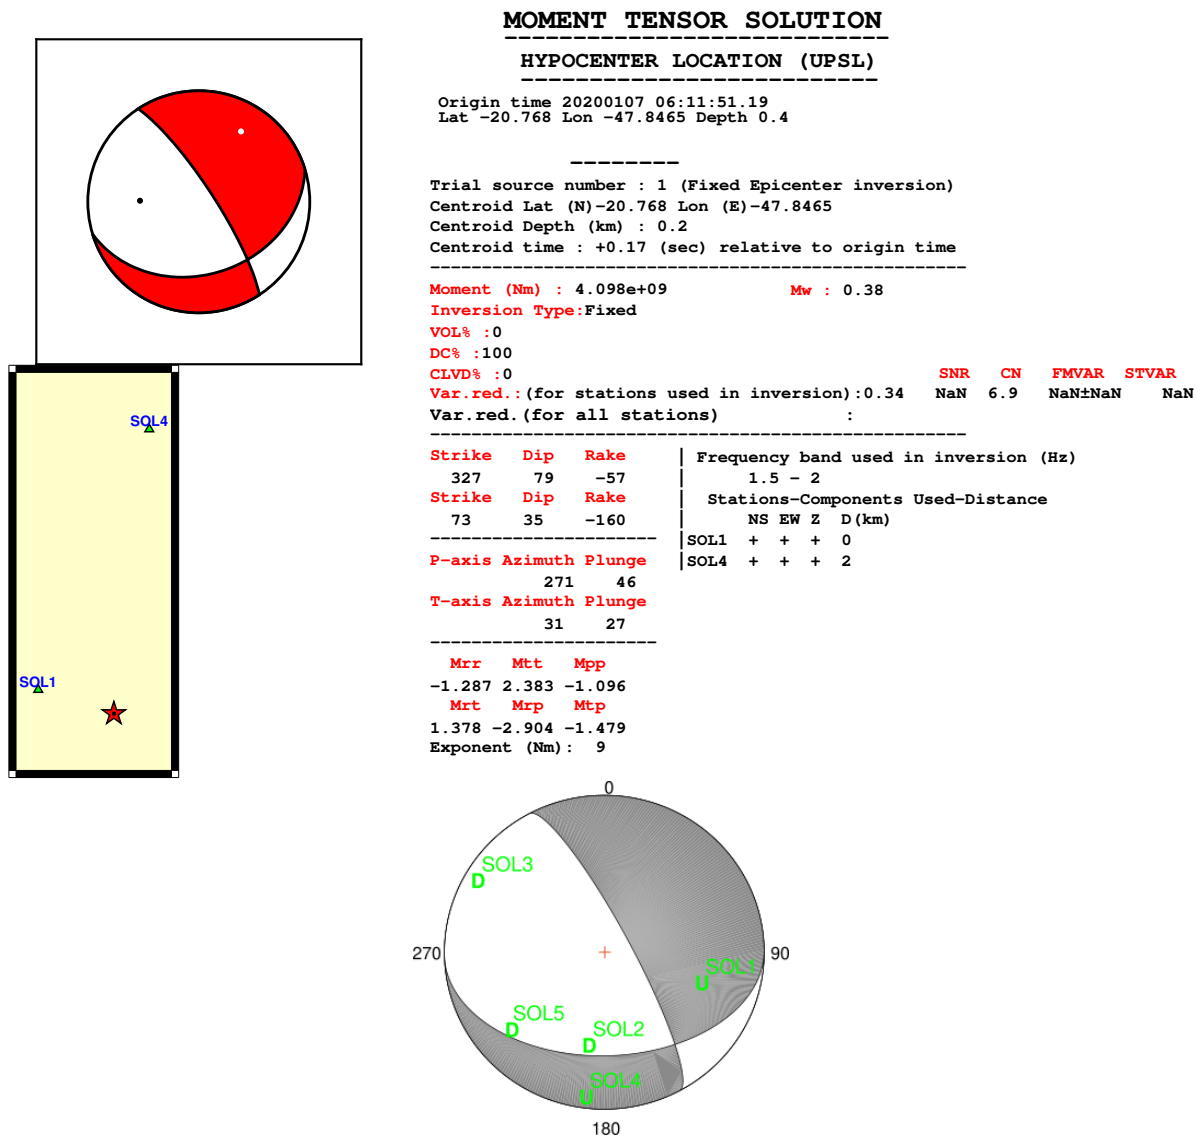 MOMENT TENSOR SOLUTION
HYPOCENTER LOCATION (UPSL)
Origin time 20200107 06:11:51.19
Lat −20.768 Lon −47.8465 Depth 0.4
Trial source number : 1 (Fixed Epicenter inversion)
Centroid Lat (N)−20.768 Lon (E)−47.8465
Centroid Depth (km) : 0.2
Centroid time : +0.17 (sec) relative to origin time
Moment (Nm) : 4.098e+09 Mw : 0.38
Inversion Type:Fixed
VOL% :0
DC% :100
CLVD% :0 SNR CN FMVAR STVAR
Var.red.:(for stations used in inversion):0.34 NaN 6.9 NaN±NaN NaN
Var.red.(for all stations) :
Strike Dip Rake
327 79 −57
Strike Dip Rake
73 35 −160
P−axis Azimuth Plunge
271 46
T−axis Azimuth Plunge
31 27
Mrr Mtt Mpp
−1.287 2.383 −1.096
Mrt Mrp Mtp
1.378 −2.904 −1.479
Exponent (Nm): 9
Frequency band used in inversion (Hz)
1.5 − 2
Stations−Components Used−Distance
NS EW Z D(km)
SOL1 + + + 0
SOL4 + + + 2
SOL4
SOL1
0
SOL3
D
270
90
SOL1
U
SOL5
D
SOL2
D
SOL4
U
180